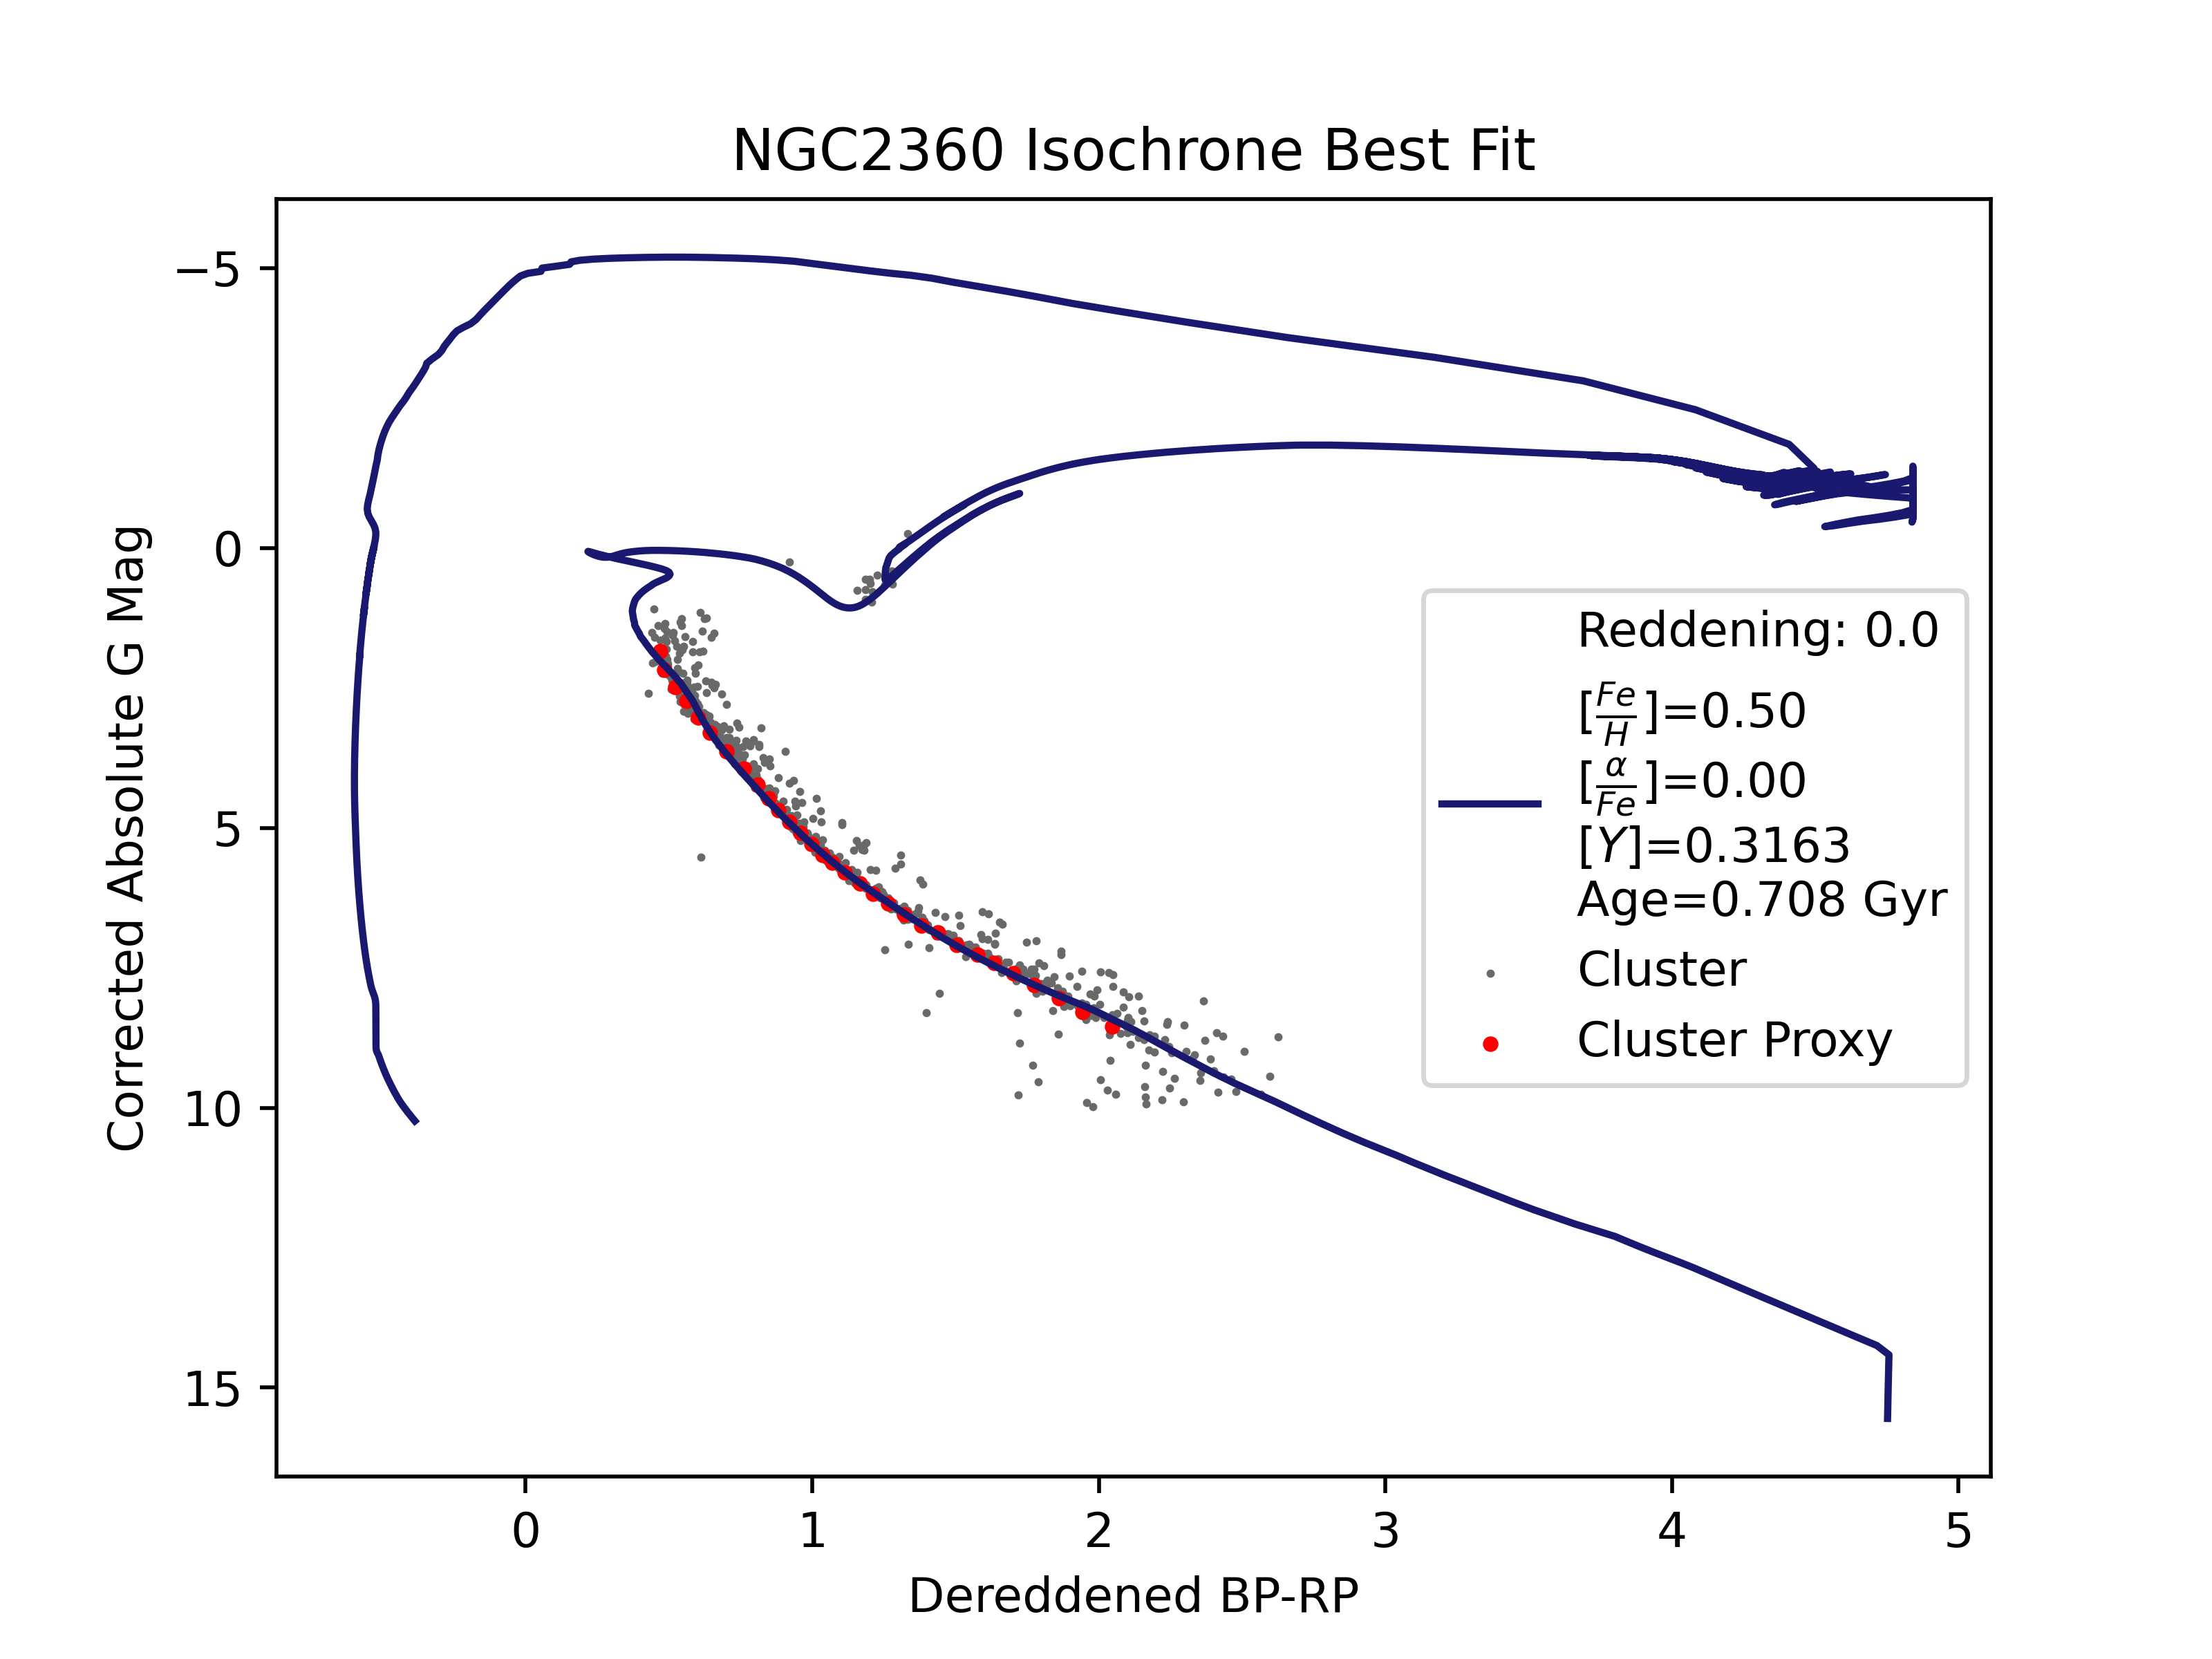 NGC2360 Isochrone Best Fit
Corrected Absolute G Mag
−5
0
5
10
15
Reddening: 0.0
[Fe/H]=0.50
[α/Fe]=0.00
[Y]=0.3163
Age=0.708 Gyr
Cluster
Cluster Proxy
0 1 2 3 4 5
Dereddened BP-RP